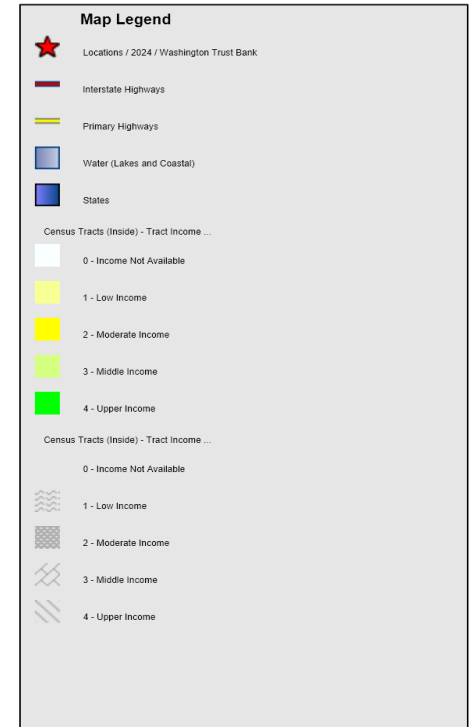 Map Legend
Locations / 2024 / Washington Trust Bank
Interstate Highways
Primary Highways
Water (Lakes and Coastal)
States
Census Tracts (Inside) - Tract Income ...
0 - Income Not Available
1 - Low Income
2 - Moderate Income
3 - Middle Income
4 - Upper Income
Census Tracts (Inside) - Tract Income ...
0 - Income Not Available
1 - Low Income
2 - Moderate Income
3 - Middle Income
4 - Upper Income